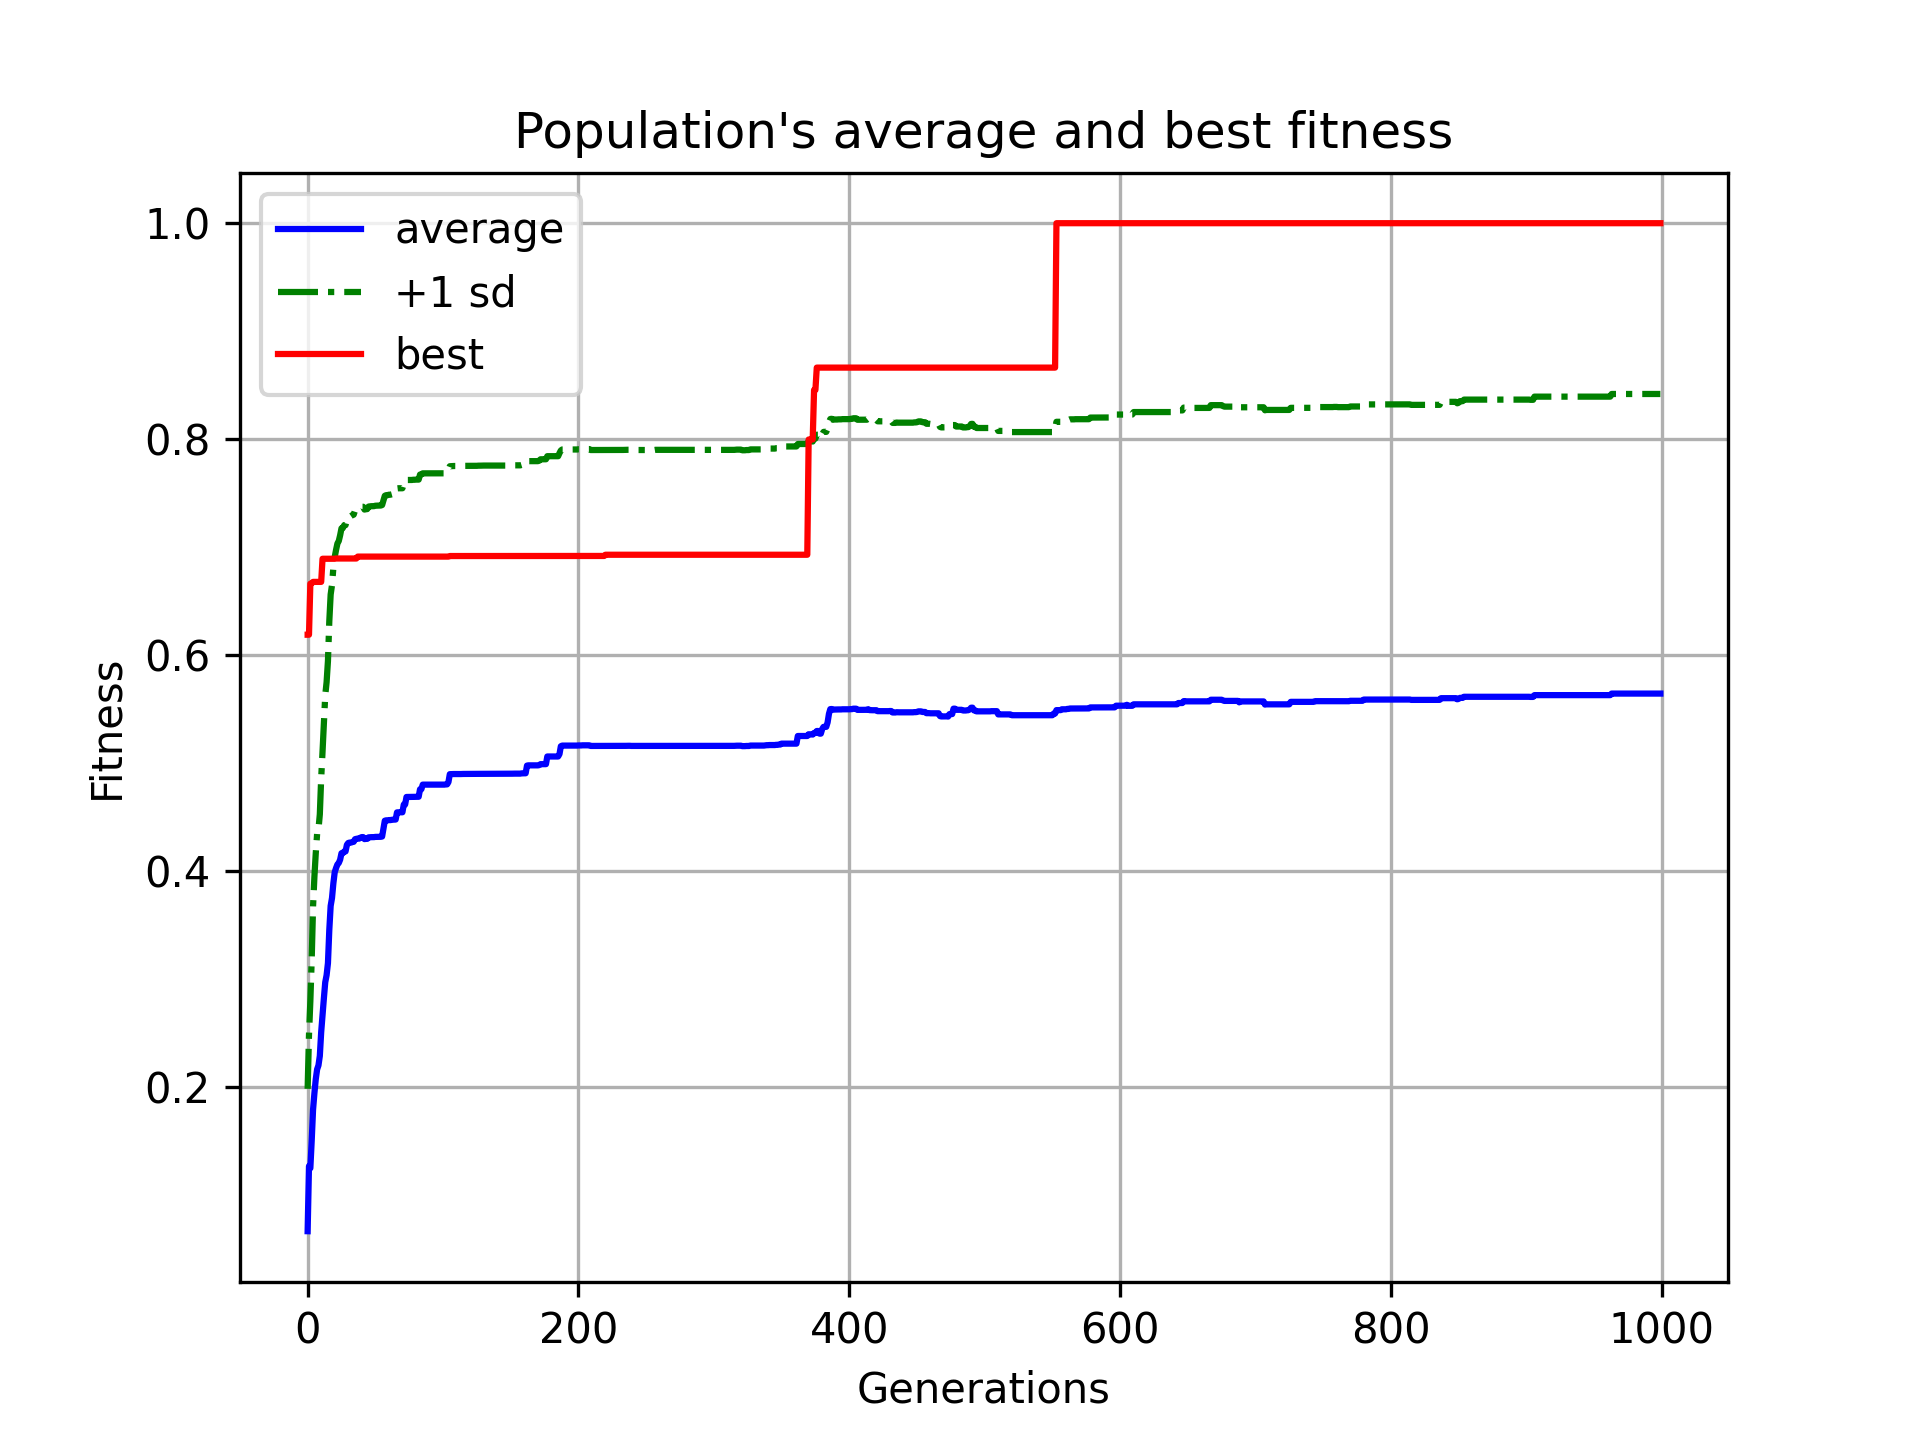 Population's average and best fitness
average
+1 sd
best
Fitness
1.0
0.8
0.6
0.4
0.2
0
200
400
600
800
1000
Generations